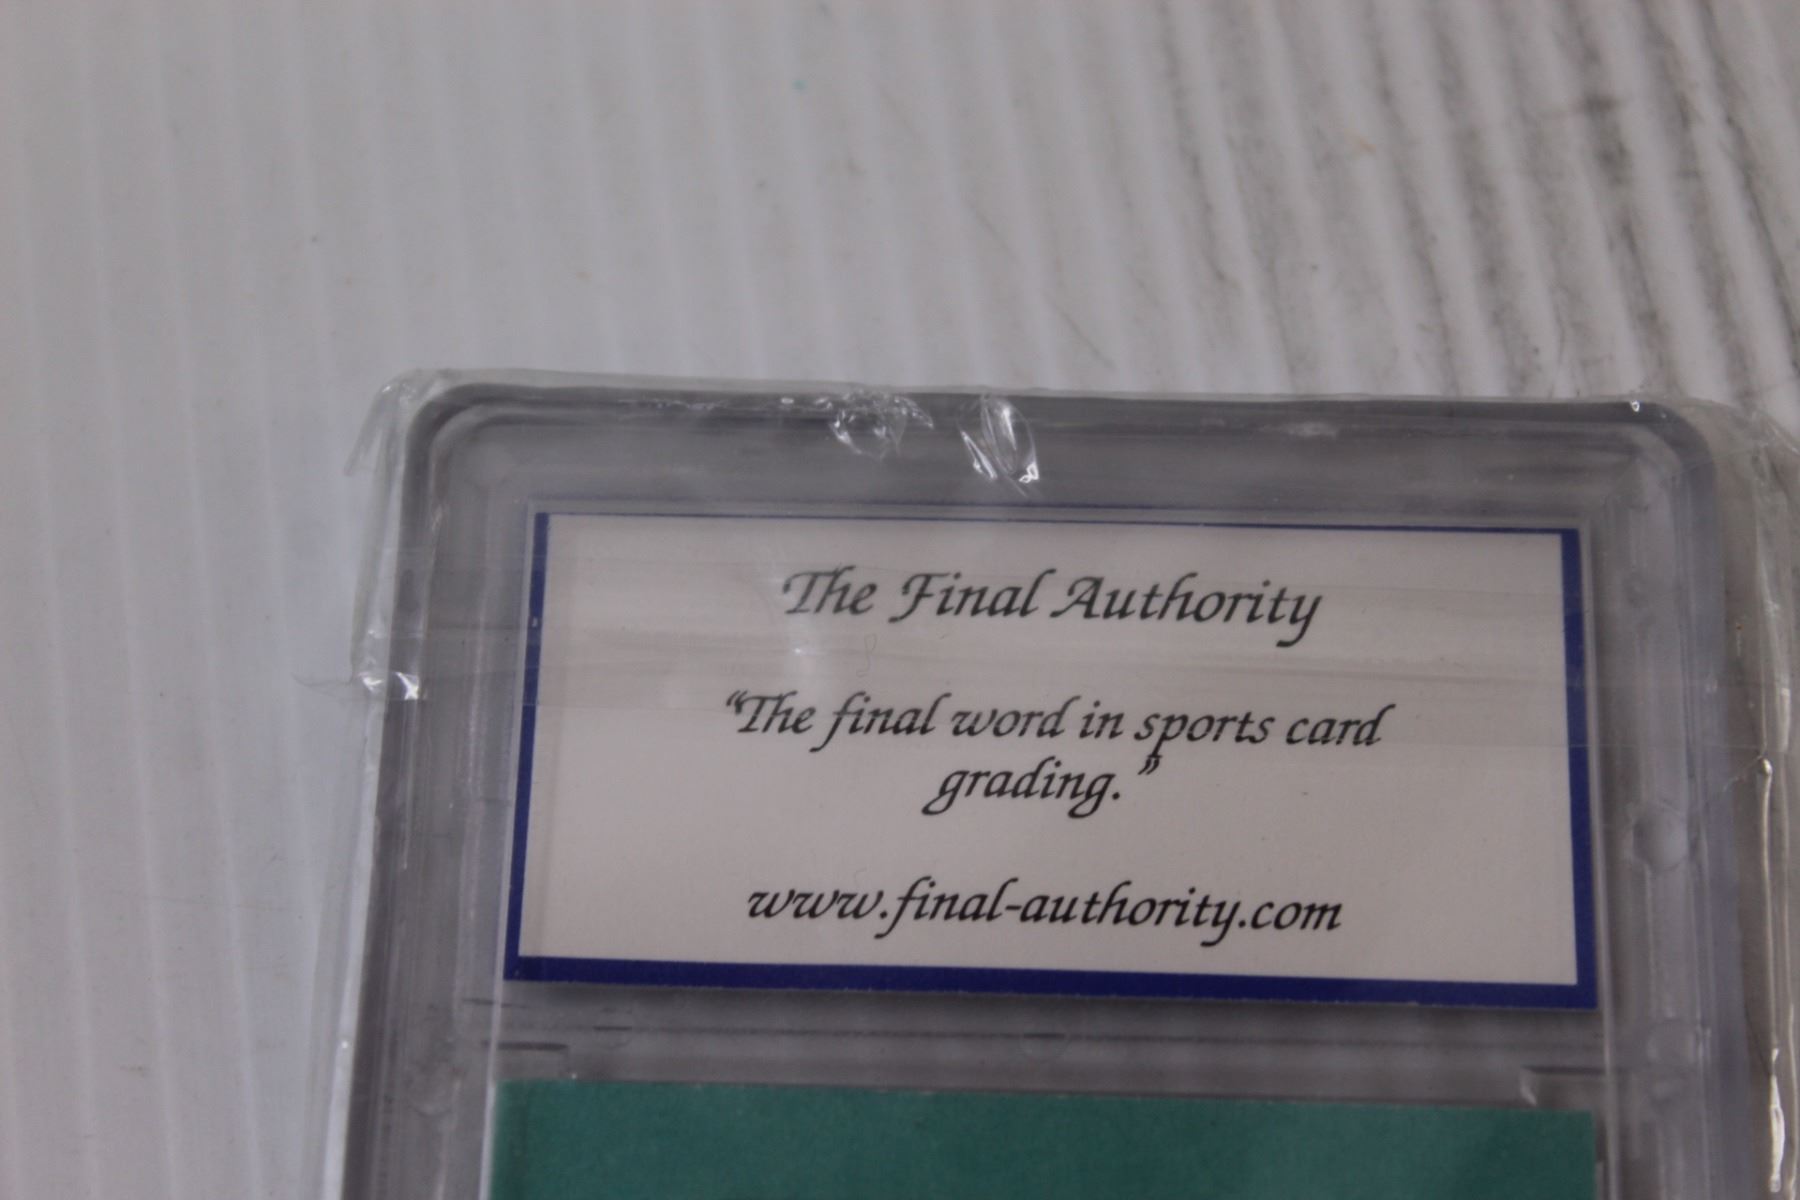 The Final Authority
“The final word in sports card
grading.”
www.final-authority.com